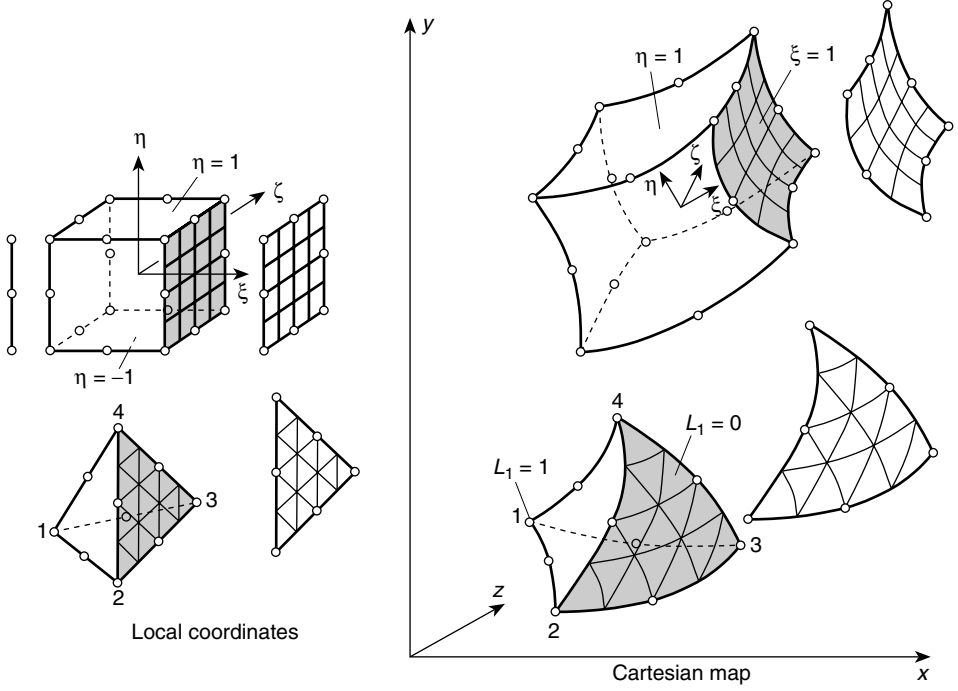 η
η = 1
ζ
ξ
η = –1
4
1
3
2
Local coordinates
y
η = 1
ξ = 1
ζ
η
ξ
4
L1 = 0
L1 = 1
1
3
z
2
Cartesian map
x